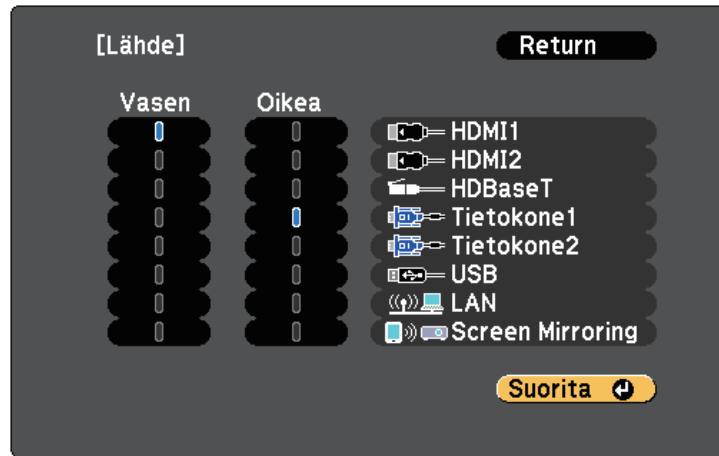 [Lähde] Return
Vasen Oikea
HDMI1
HDMI2
HDBaseT
Tietokone1
Tietokone2
USB
LAN
Screen Mirroring
Suorita